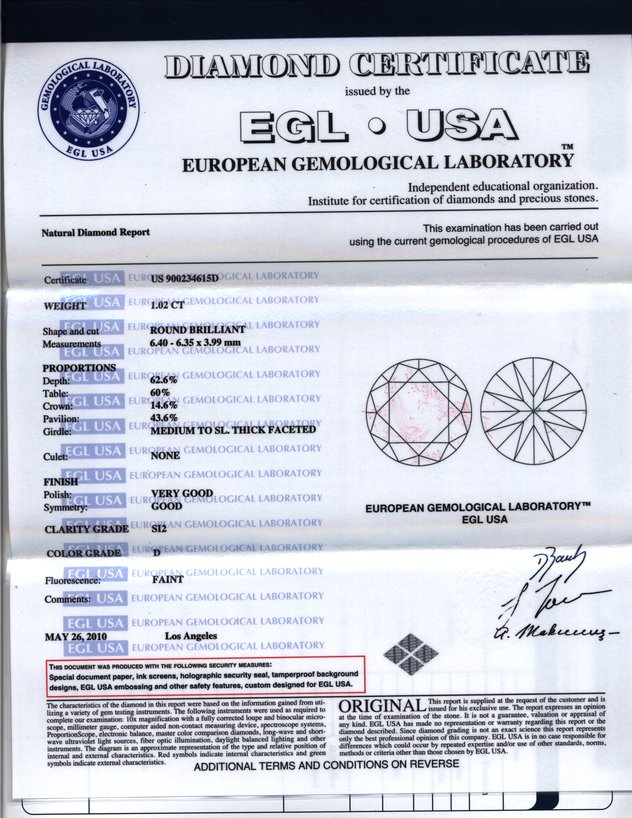 GEMOLOGICAL LABORATORY
EGL USA
DIAMOND CERTIFICATE
issued by the
EGL • USA
EUROPEAN GEMOLOGICAL LABORATORY™
Independent educational organization.
Institute for certification of diamonds and precious stones.
Natural Diamond Report
This examination has been carried out
using the current gemological procedures of EGL USA
Certificate US 900234615D
WEIGHT 1.02 CT
Shape and cut ROUND BRILLIANT
Measurements 6.40 - 6.35 x 3.99 mm
PROPORTIONS
Depth: 62.6%
Table: 60%
Crown: 14.6%
Pavilion: 43.6%
Girdle: MEDIUM TO SL. THICK FACETED
Culet: NONE
FINISH
Polish: VERY GOOD
Symmetry: GOOD
CLARITY GRADE SI2
COLOR GRADE D
Fluorescence: FAINT
Comments:
MAY 26, 2010 Los Angeles
EUROPEAN GEMOLOGICAL LABORATORY™
EGL USA
THIS DOCUMENT WAS PRODUCED WITH THE FOLLOWING SECURITY MEASURES:
Special document paper, ink screens, holographic security seal, tamperproof background
designs, EGL USA embossing and other safety features, custom designed for EGL USA.
The characteristics of the diamond in this report were based on the information gained from uti-
lizing a variety of gem testing instruments. The following instruments were used as required to
complete our examination: 10x magnification with a fully corrected loupe and binocular micro-
scope, millimeter gauge, computer aided non-contact measuring device, spectroscope systems,
ProportionScope, electronic balance, master color comparison diamonds, long-wave and short-
wave ultraviolet light sources, fiber optic illumination, daylight balanced lighting and other
instruments. The diagram is an approximate representation of the type and relative position of
internal and external characteristics. Red symbols indicate internal characteristics and green
symbols indicate external characteristics.
ORIGINAL This report is supplied at the request of the customer and is
issued for his exclusive use. The report expresses an opinion
at the time of examination of the stone. It is not a guarantee, valuation or appraisal of
any kind. EGL USA has made no representation or warranty regarding this report or the
diamond described. Since diamond grading is not an exact science this report represents
only the best professional opinion of this company. EGL USA is in no case responsible for
differences which could occur by repeated expertise and/or use of other standards, norms,
methods or criteria other than those chosen by EGL USA.
ADDITIONAL TERMS AND CONDITIONS ON REVERSE